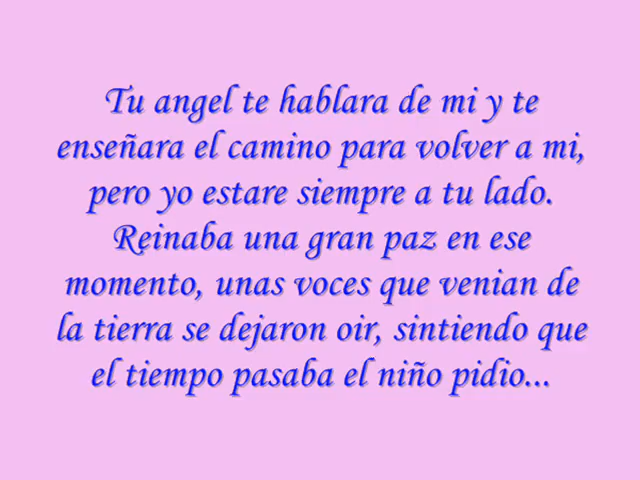 Tu angel te hablara de mi y te
enseñara el camino para volver a mi,
pero yo estare siempre a tu lado.
Reinaba una gran paz en ese
momento, unas voces que venian de
la tierra se dejaron oir, sintiendo que
el tiempo pasaba el niño pidio...